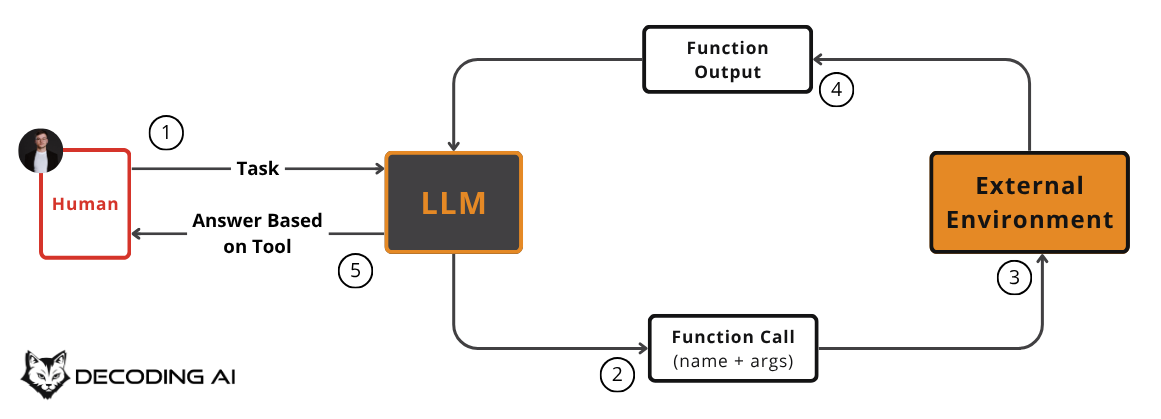 Function
Output
4
1
Task
Human
LLM
External
Environment
Answer Based
on Tool
5
3
Function Call
(name + args)
2
DECODING AI